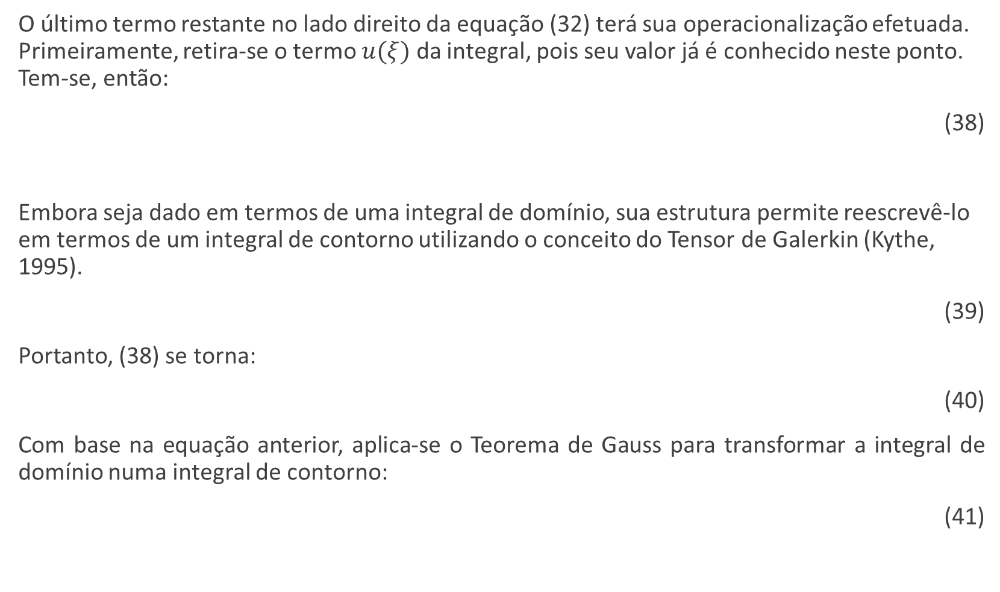 O último termo restante no lado direito da equação (32) terá sua operacionalização efetuada.
Primeiramente, retira-se o termo 𝑢(𝜉) da integral, pois seu valor já é conhecido neste ponto.
Tem-se, então:
(38)
Embora seja dado em termos de uma integral de domínio, sua estrutura permite reescrevê-lo
em termos de um integral de contorno utilizando o conceito do Tensor de Galerkin (Kythe,
1995).
(39)
Portanto, (38) se torna:
(40)
Com base na equação anterior, aplica-se o Teorema de Gauss para transformar a integral de
domínio numa integral de contorno:
(41)